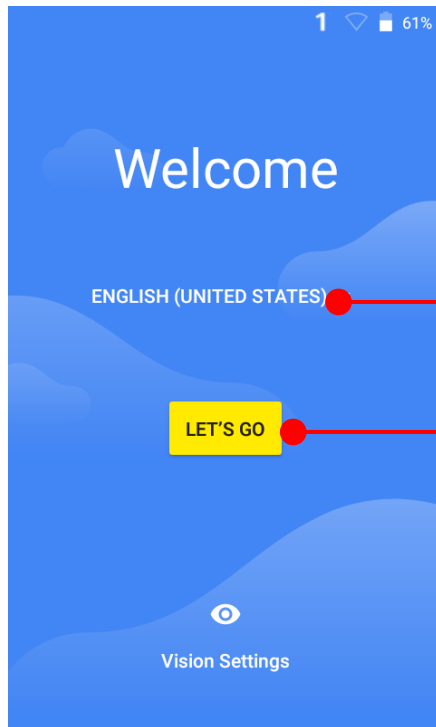 1 61%
Welcome
ENGLISH (UNITED STATES)
LET’S GO
Vision Settings